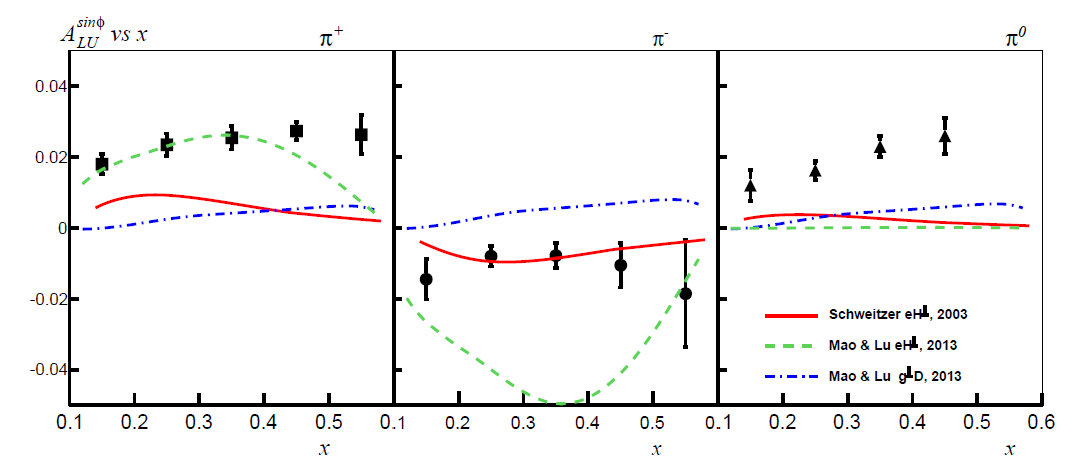 A_{LU}^{sinϕ} vs x π⁺ π⁻ π⁰
0.04
0.02
0
-0.02
-0.04
Schweitzer eH⊥, 2003
Mao & Lu eH⊥, 2013
Mao & Lu g⊥D, 2013
0.1 0.2 0.3 0.4 0.5 0.1 0.2 0.3 0.4 0.5 0.1 0.2 0.3 0.4 0.5 0.6
x x x